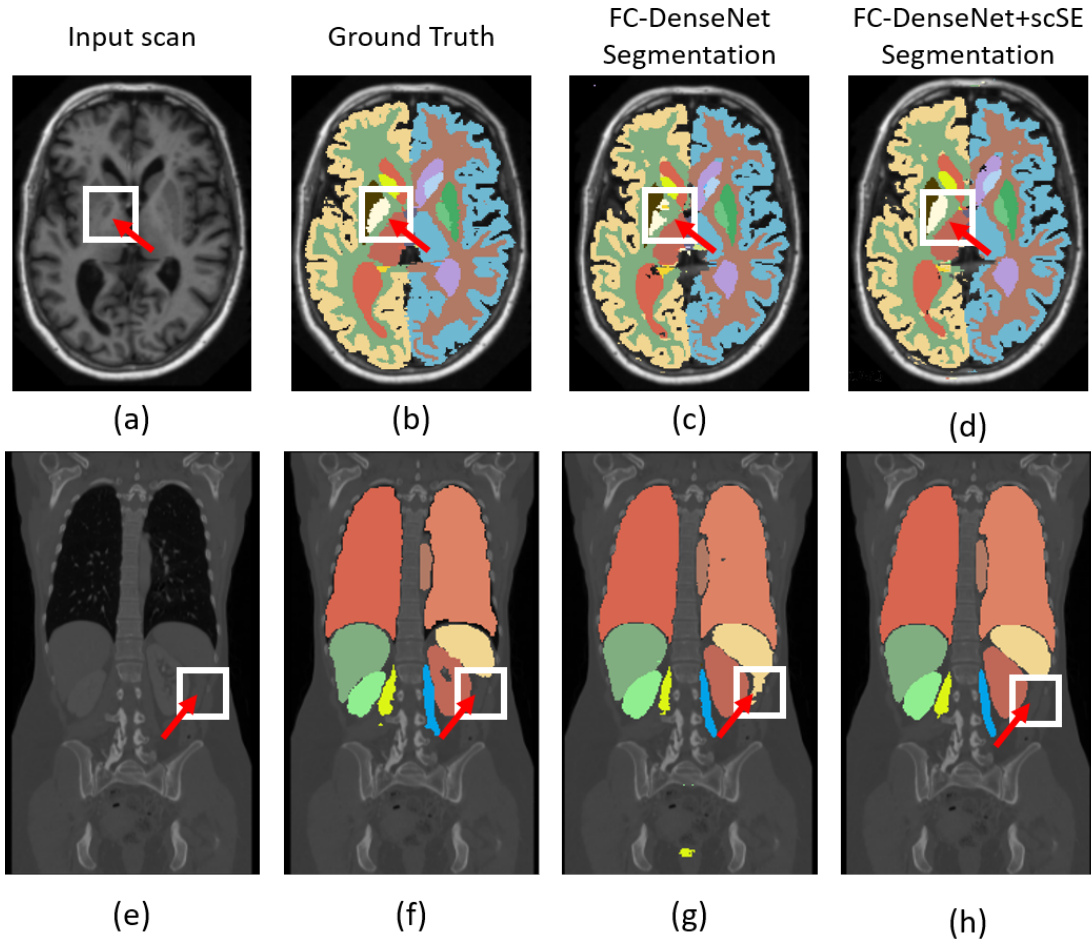 Input scan
Ground Truth
FC-DenseNet
Segmentation
FC-DenseNet+scSE
Segmentation
(a)
(b)
(c)
(d)
(e)
(f)
(g)
(h)